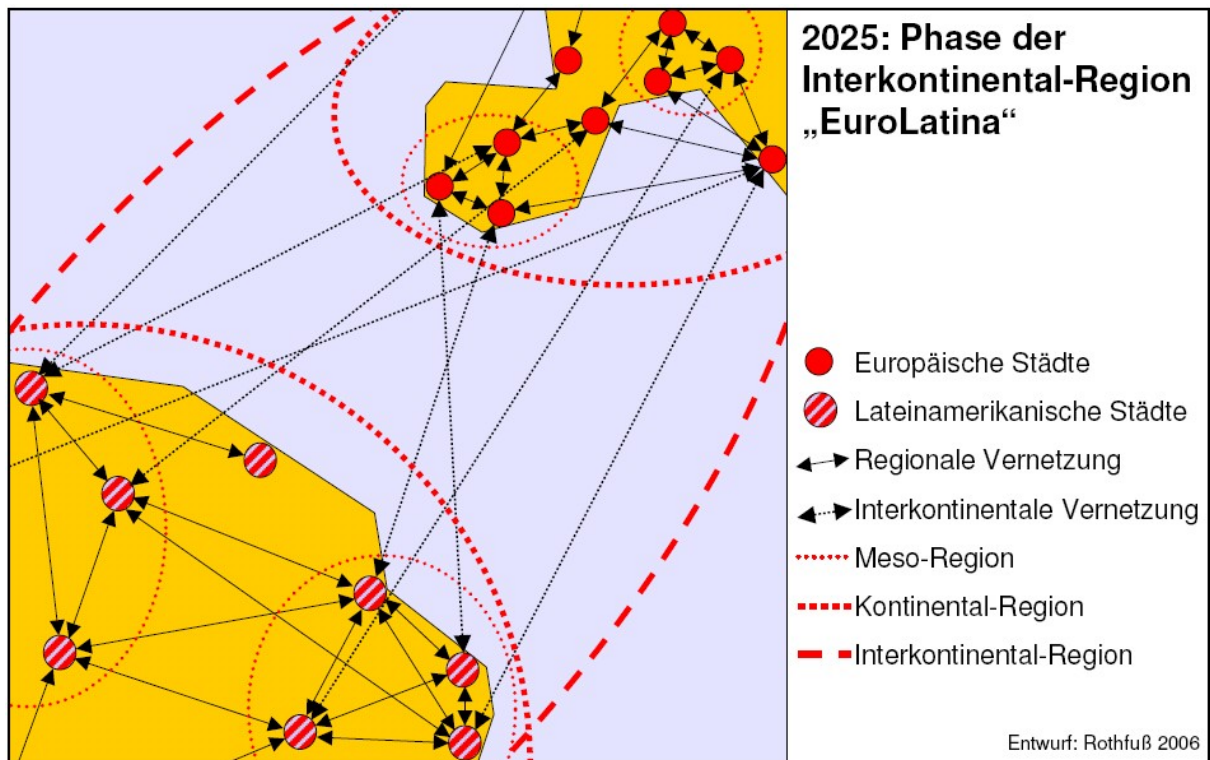 2025: Phase der
Interkontinental-Region
„EuroLatina“
Europäische Städte
Lateinamerikanische Städte
Regionale Vernetzung
Interkontinentale Vernetzung
Meso-Region
Kontinental-Region
Interkontinental-Region
Entwurf: Rothfuß 2006